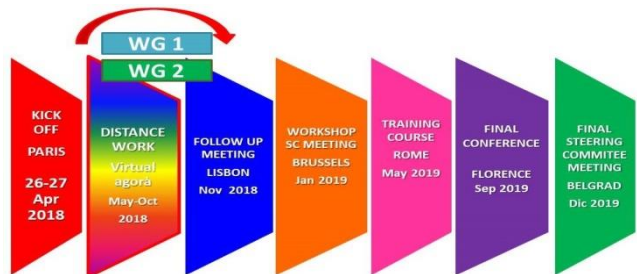 WG 1
WG 2
KICK
OFF
PARIS
26-27
Apr
2018
DISTANCE
WORK
Virtual
agorà
May-Oct
2018
FOLLOW UP
MEETING
LISBON
Nov 2018
WORKSHOP
SC MEETING
BRUSSELS
Jan 2019
TRAINING
COURSE
ROME
May 2019
FINAL
CONFERENCE
FLORENCE
Sep 2019
FINAL
STEERING
COMMITEE
MEETING
BELGRAD
Dic 2019